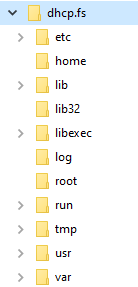 dhcp.fs
etc
home
lib
lib32
libexec
log
root
run
tmp
usr
var